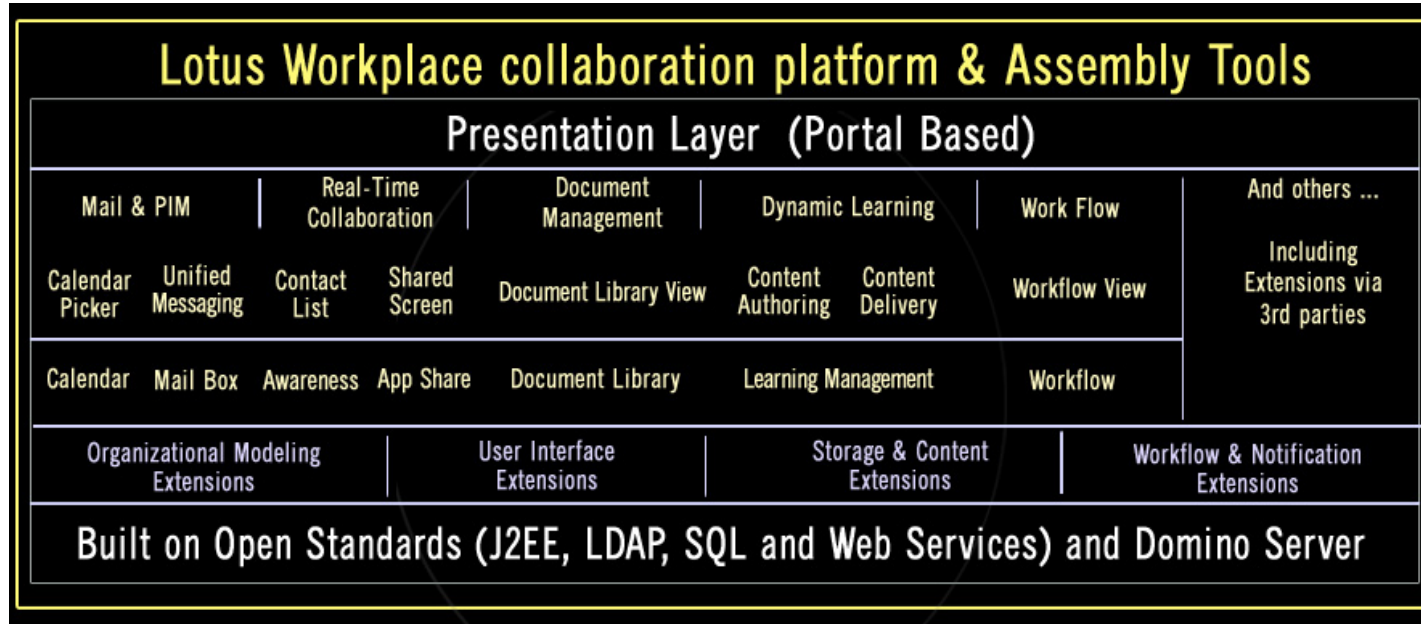 Lotus Workplace collaboration platform & Assembly Tools
Presentation Layer (Portal Based)
Mail & PIM
Real-Time
Collaboration
Document
Management
Dynamic Learning
Work Flow
And others ...
Calendar
Picker
Unified
Messaging
Contact
List
Shared
Screen
Document Library View
Content
Authoring
Content
Delivery
Workflow View
Including
Extensions via
3rd parties
Calendar
Mail Box
Awareness
App Share
Document Library
Learning Management
Workflow
Organizational Modeling
Extensions
User Interface
Extensions
Storage & Content
Extensions
Workflow & Notification
Extensions
Built on Open Standards (J2EE, LDAP, SQL and Web Services) and Domino Server